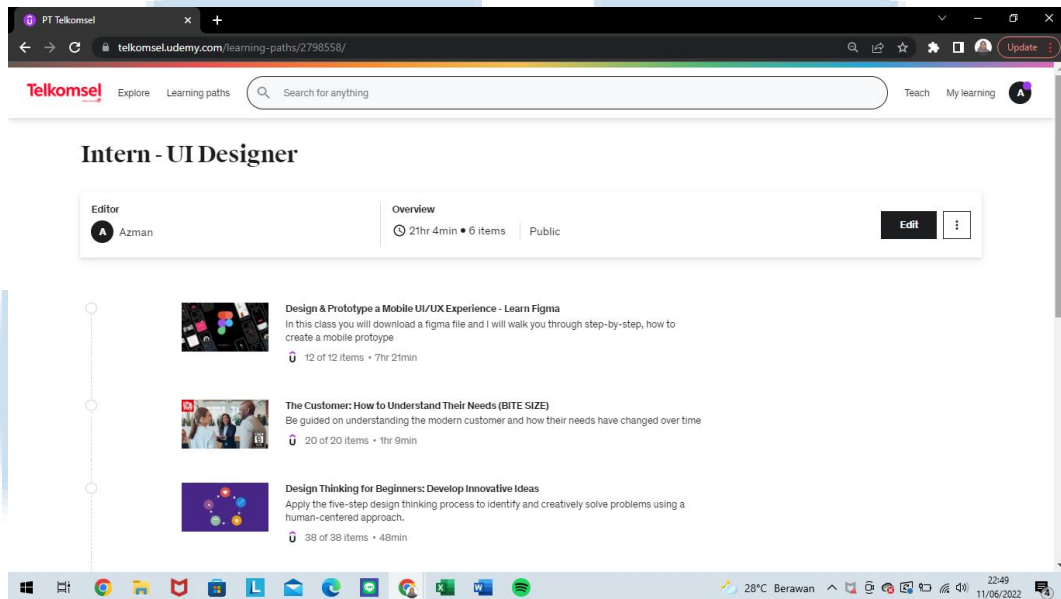 PT Telkomsel
telkomsel.udemy.com/learning-paths/2798558/
Update
Telkomsel
Explore
Learning paths
Search for anything
Teach
My learning
A
Intern - UI Designer
Editor
A
Azman
Overview
21hr 4min • 6 items
Public
Edit
Design & Prototype a Mobile UI/UX Experience - Learn Figma
In this class you will download a figma file and I will walk you through step-by-step, how to
create a mobile protoype
12 of 12 items • 7hr 21min
The Customer: How to Understand Their Needs (BITE SIZE)
Be guided on understanding the modern customer and how their needs have changed over time
20 of 20 items • 1hr 9min
Design Thinking for Beginners: Develop Innovative Ideas
Apply the five-step design thinking process to identify and creatively solve problems using a
human-centered approach.
38 of 38 items • 48min
28°C Berawan
22:49
11/06/2022
4